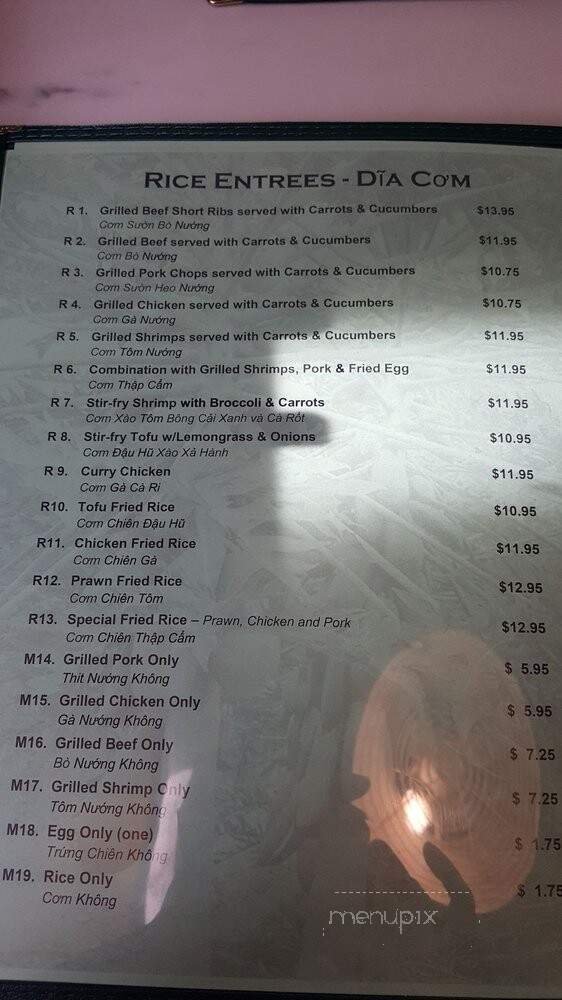 RICE ENTREES - DĨA CƠM
R 1. Grilled Beef Short Ribs served with Carrots & Cucumbers $13.95
Cơm Sườn Bò Nướng
R 2. Grilled Beef served with Carrots & Cucumbers $11.95
Cơm Bò Nướng
R 3. Grilled Pork Chops served with Carrots & Cucumbers $10.75
Cơm Sườn Heo Nướng
R 4. Grilled Chicken served with Carrots & Cucumbers $10.75
Cơm Gà Nướng
R 5. Grilled Shrimps served with Carrots & Cucumbers $11.95
Cơm Tôm Nướng
R 6. Combination with Grilled Shrimps, Pork & Fried Egg $11.95
Cơm Thập Cẩm
R 7. Stir-fry Shrimp with Broccoli & Carrots $11.95
Cơm Xào Tôm Bông Cải Xanh và Cà Rốt
R 8. Stir-fry Tofu w/Lemongrass & Onions $10.95
Cơm Đậu Hũ Xào Xả Hành
R 9. Curry Chicken $11.95
Cơm Gà Cà Ri
R10. Tofu Fried Rice $10.95
Cơm Chiên Đậu Hũ
R11. Chicken Fried Rice $11.95
Cơm Chiên Gà
R12. Prawn Fried Rice $12.95
Cơm Chiên Tôm
R13. Special Fried Rice – Prawn, Chicken and Pork $12.95
Cơm Chiên Thập Cẩm
M14. Grilled Pork Only $ 5.95
Thit Nướng Không
M15. Grilled Chicken Only $ 5.95
Gà Nướng Không
M16. Grilled Beef Only $ 7.25
Bò Nướng Không
M17. Grilled Shrimp Only $ 7.25
Tôm Nướng Không
M18. Egg Only (one) $ 1.75
Trứng Chiên Không
M19. Rice Only $ 1.75
Cơm Không
menupix